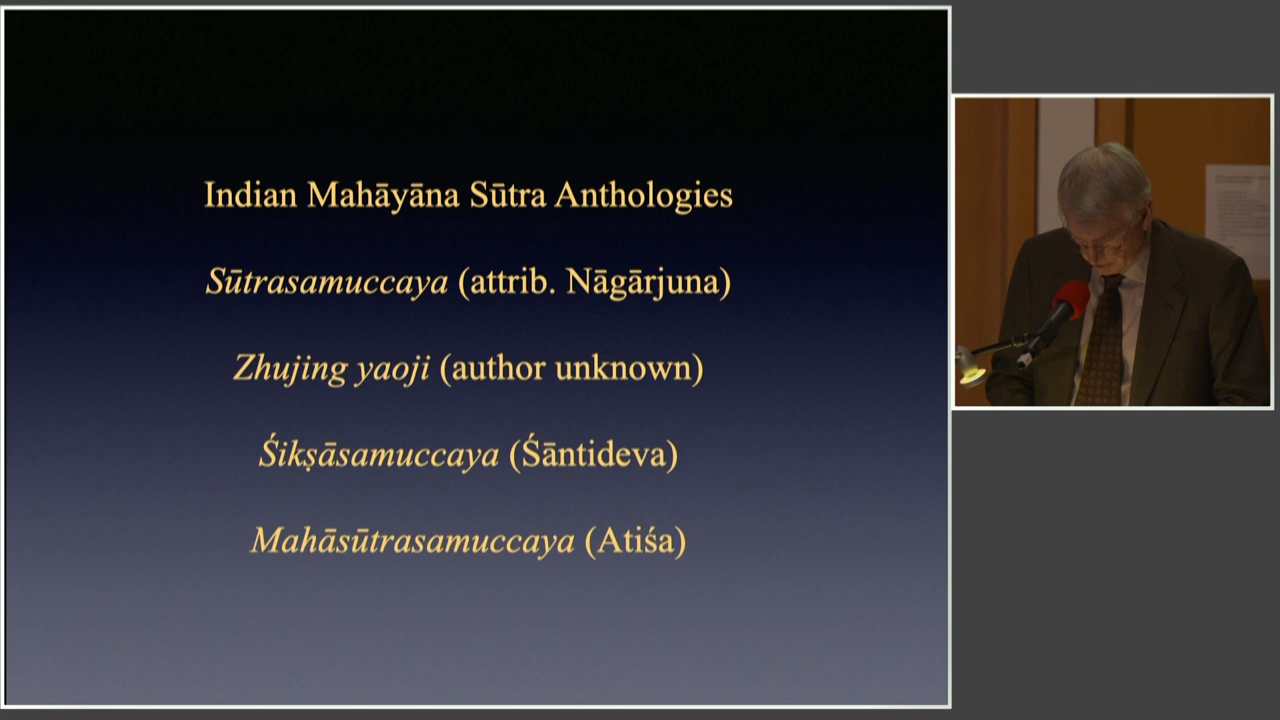 Indian Mahāyāna Sūtra Anthologies
Sūtrasamuccaya (attrib. Nāgārjuna)
Zhujing yaoji (author unknown)
Śikṣāsamuccaya (Śāntideva)
Mahāsūtrasamuccaya (Atiśa)